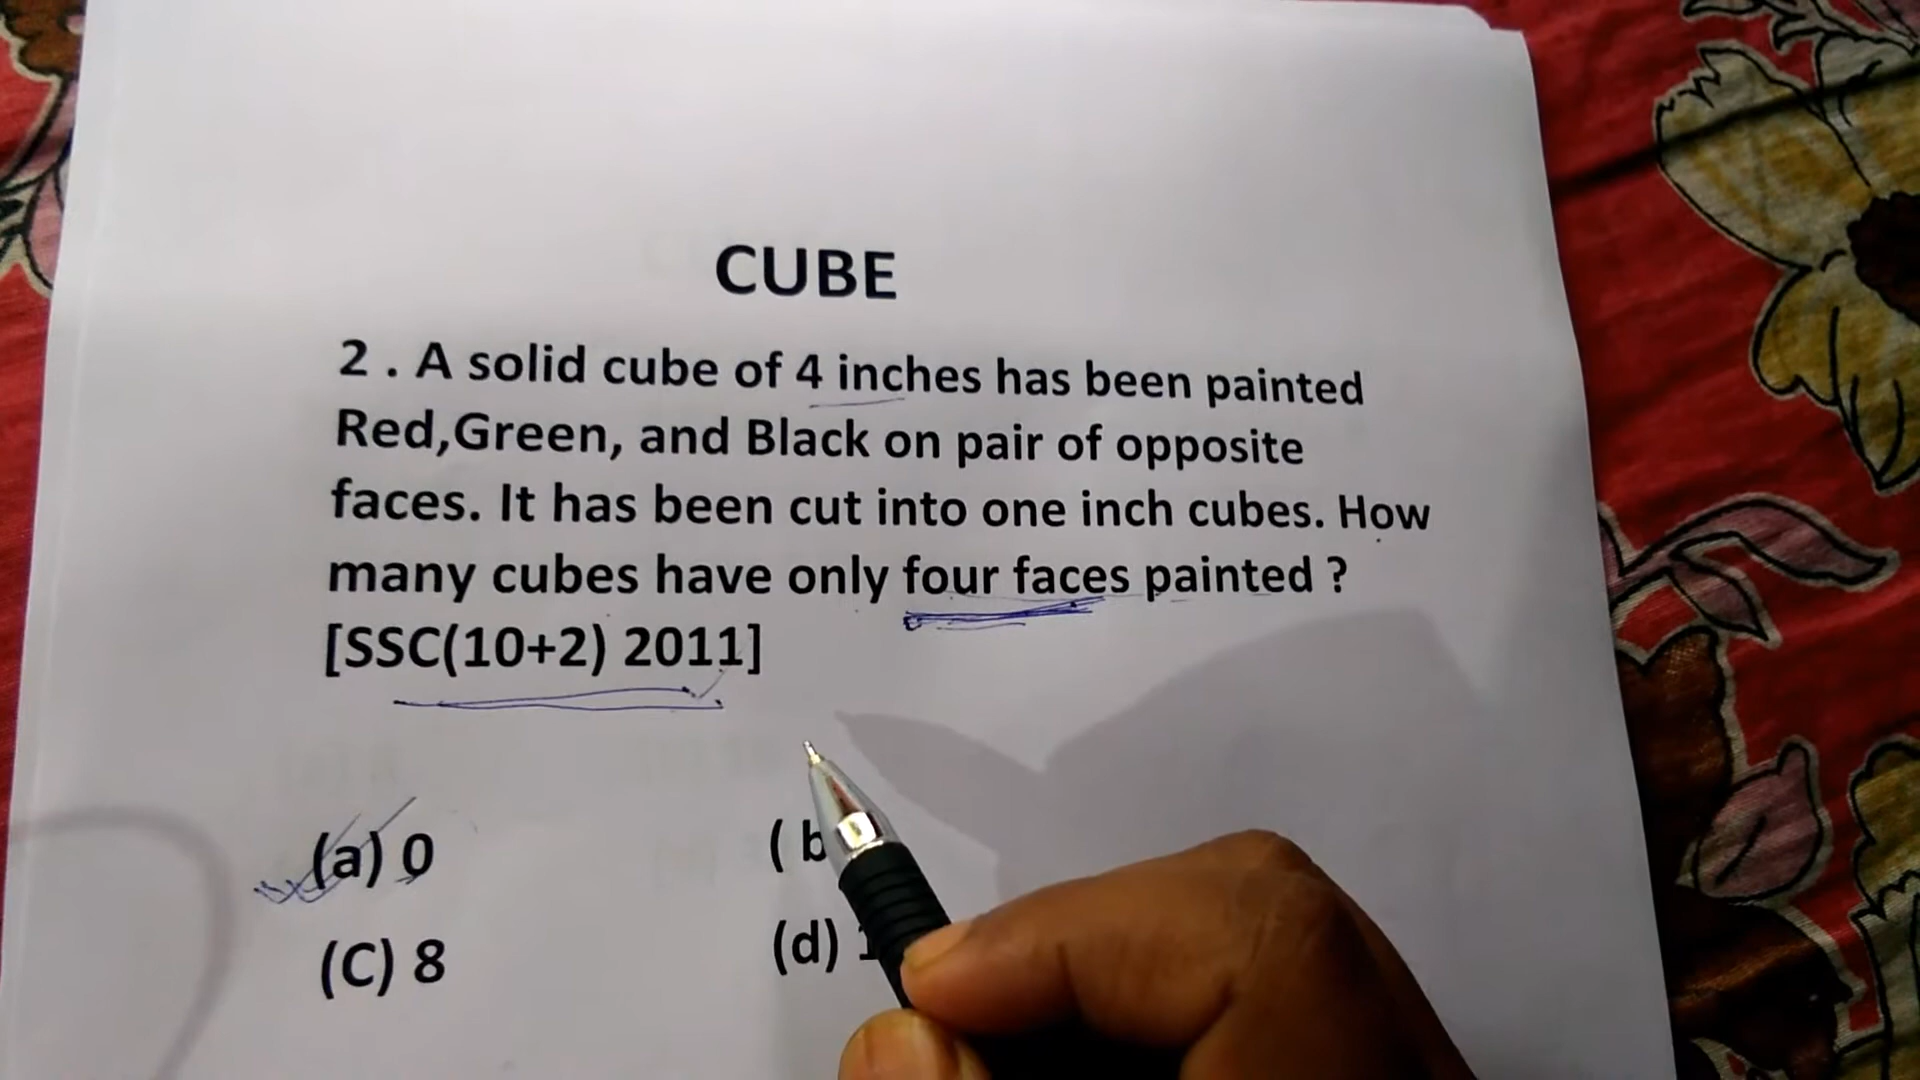 CUBE
2 . A solid cube of 4 inches has been painted
Red,Green, and Black on pair of opposite
faces. It has been cut into one inch cubes. How
many cubes have only four faces painted ?
[SSC(10+2) 2011]
(a) 0 ( b
(C) 8 (d)